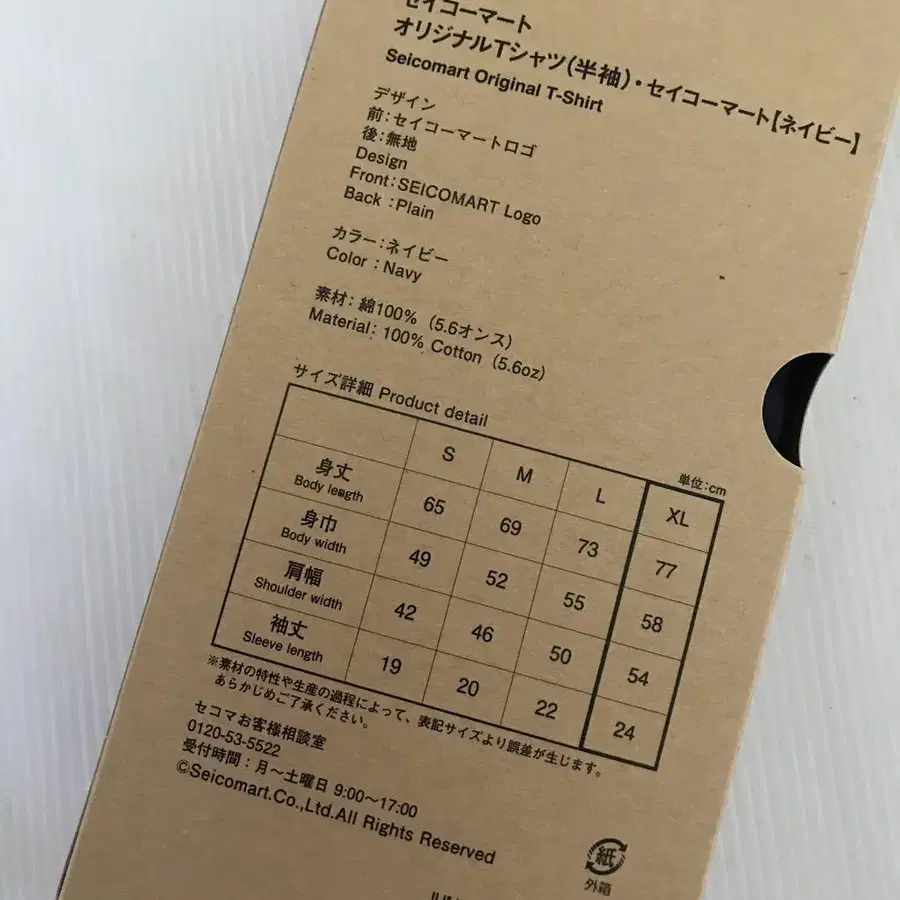 セイコーマート
オリジナルTシャツ(半袖)・セイコーマート【ネイビー】
Seicomart Original T-Shirt
デザイン
前:セイコーマートロゴ
後:無地
Design
Front:SEICOMART Logo
Back :Plain
カラー:ネイビー
Color : Navy
素材: 綿100% (5.6オンス)
Material: 100% Cotton (5.6oz)
サイズ詳細 Product detail
単位:cm
S M L XL
身丈
Body length 65 69 73 77
身巾
Body width 49 52 55 58
肩幅
Shoulder width 42 46 50 54
袖丈
Sleeve length 19 20 22 24
※素材の特性や生産の過程によって、表記サイズより誤差が生じます。
あらかじめご了承ください。
セコマお客様相談室
0120-53-5522
受付時間:月〜土曜日 9:00〜17:00
©Seicomart.Co.,Ltd.All Rights Reserved
紙
外箱